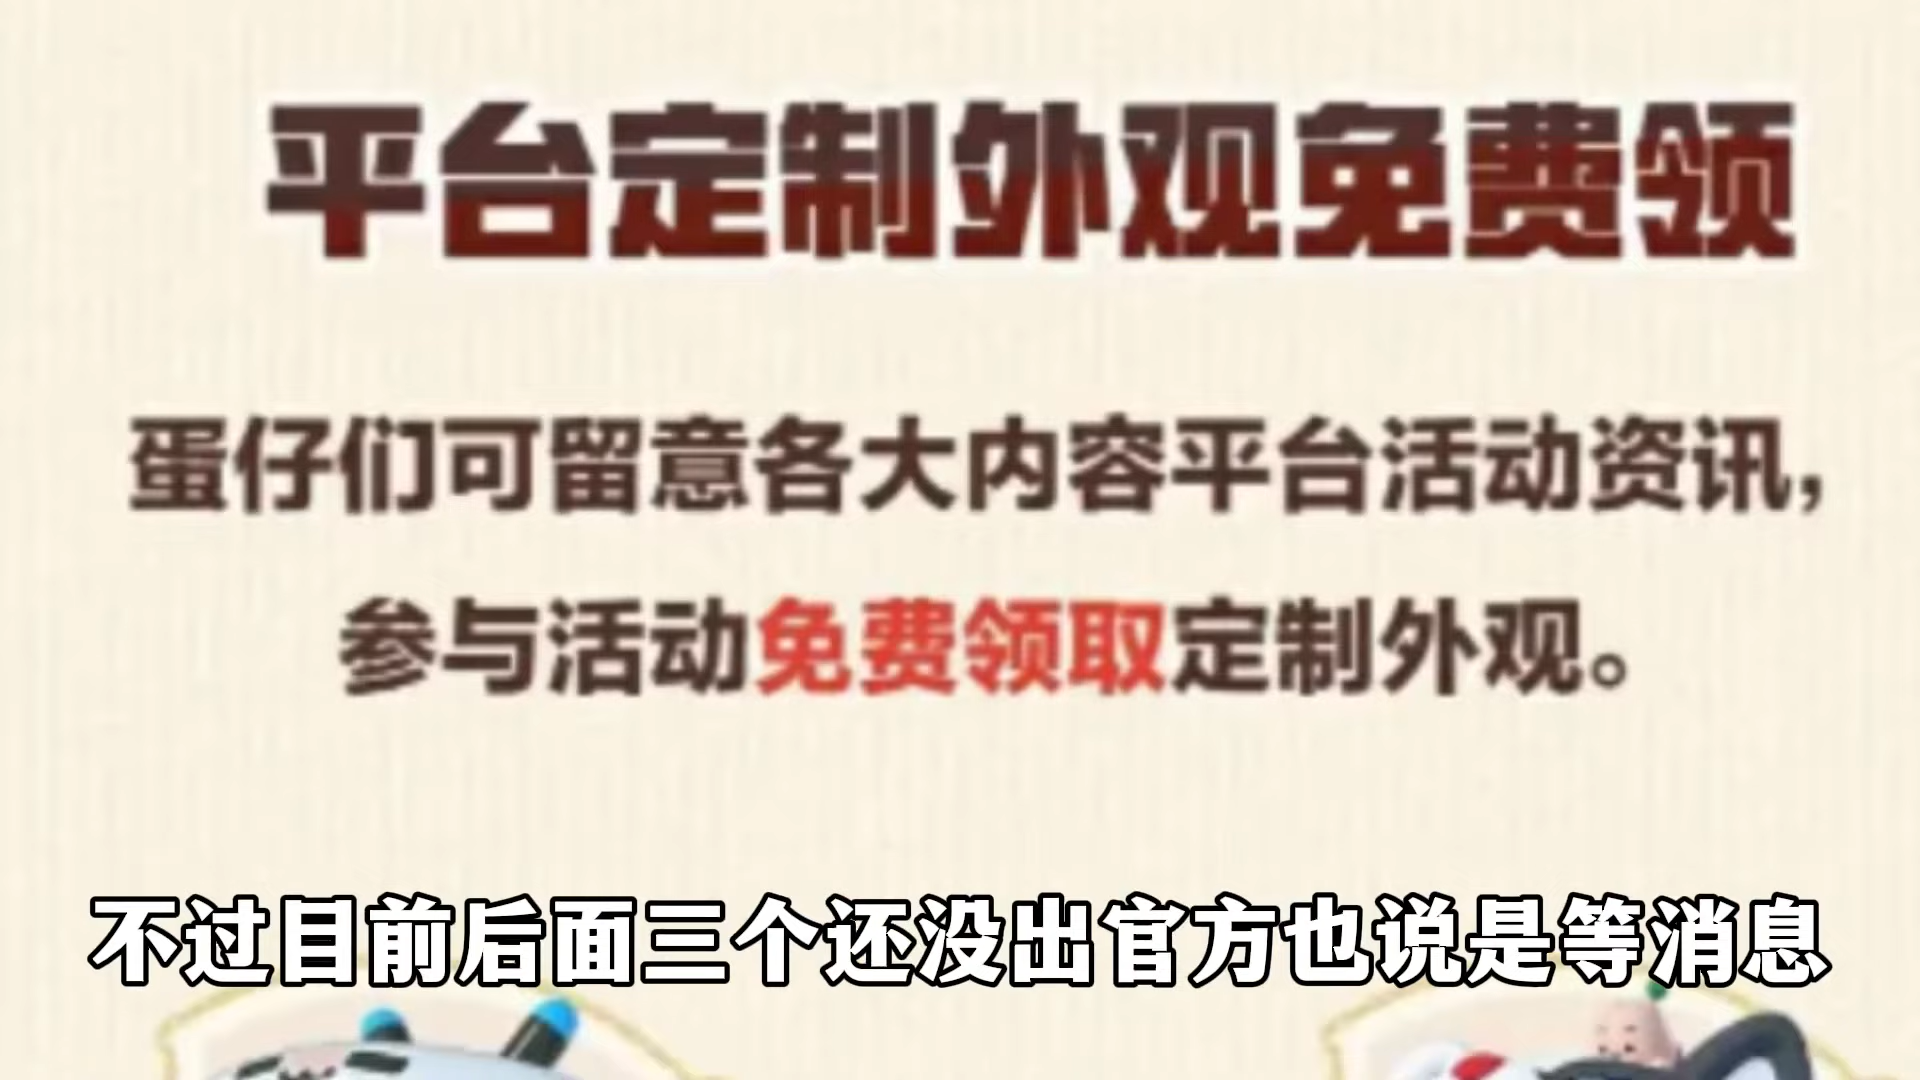 平台定制外观免费领
蛋仔们可留意各大内容平台活动资讯，
参与活动免费领取定制外观。
不过目前后面三个还没出官方也说是等消息